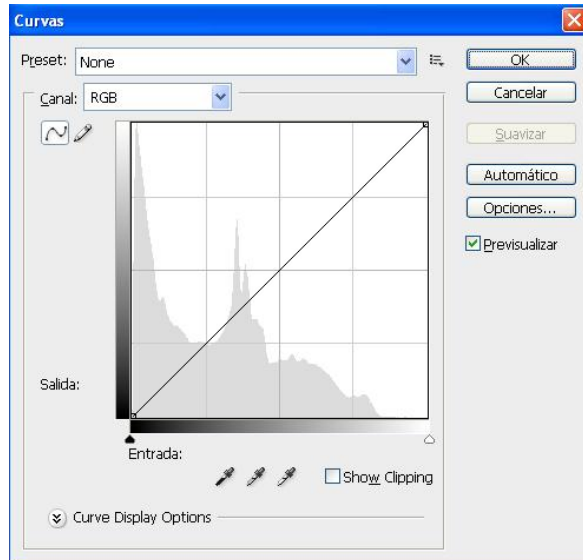 Curvas
Preset: None
OK
Canal: RGB
Cancelar
Suavizar
Automático
Opciones...
Previsualizar
Salida:
Entrada:
Show Clipping
Curve Display Options